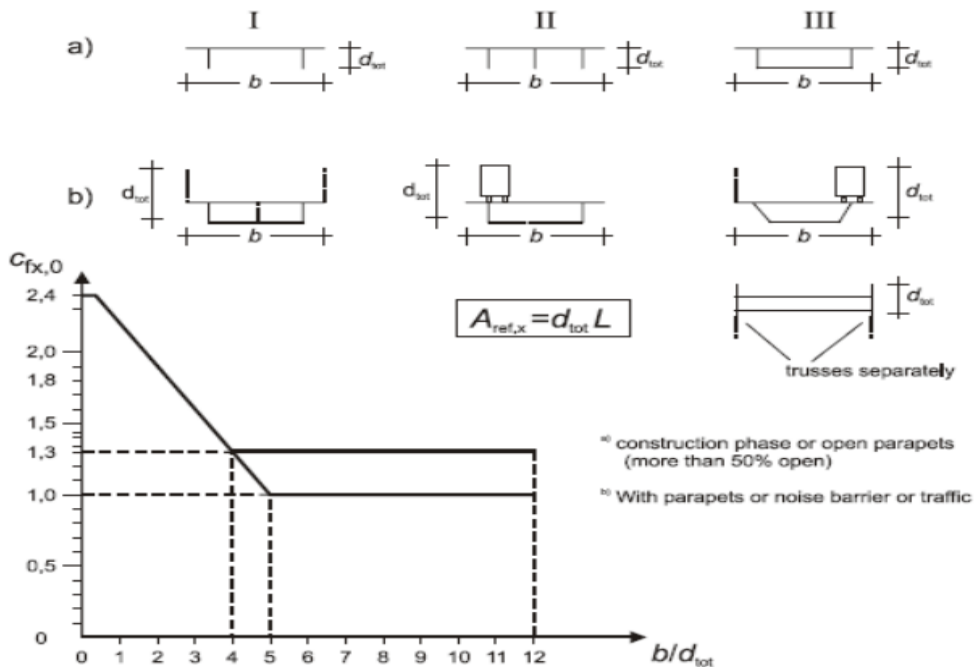 I II III
a) d_tot d_tot d_tot
b b b
b) d_tot d_tot d_tot
b b b
c_fx,0
2,4
A_ref,x = d_tot L
d_tot
2,0
1,8
trusses separately
1,5
1,3
a) construction phase or open parapets
(more than 50% open)
1,0
b) With parapets or noise barrier or traffic
0,5
0
0 1 2 3 4 5 6 7 8 9 10 11 12 b/d_tot